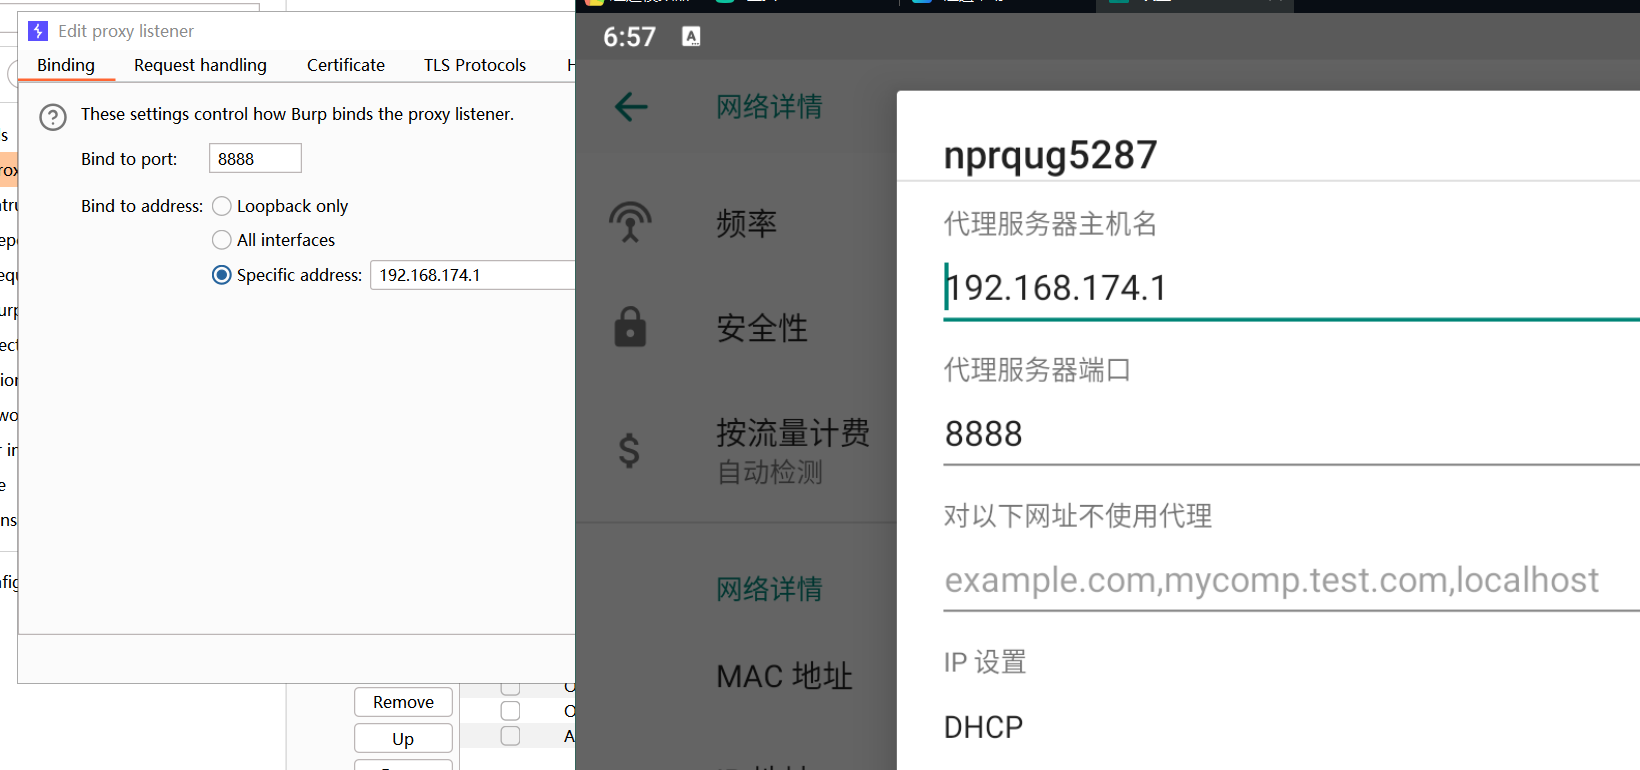 Edit proxy listener
Binding
Request handling
Certificate
TLS Protocols
These settings control how Burp binds the proxy listener.
Bind to port:
8888
Bind to address:
Loopback only
All interfaces
Specific address:
192.168.174.1
Remove
Up
6:57
网络详情
频率
安全性
按流量计费
自动检测
网络详情
MAC 地址
nprqug5287
代理服务器主机名
192.168.174.1
代理服务器端口
8888
对以下网址不使用代理
example.com,mycomp.test.com,localhost
IP 设置
DHCP